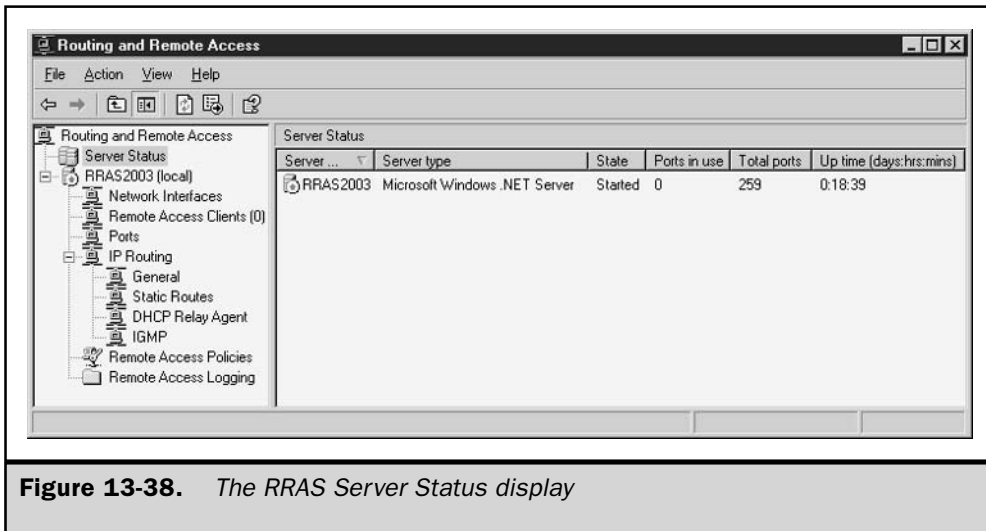 Routing and Remote Access
File Action View Help
Routing and Remote Access
Server Status
RRAS2003 (local)
Network Interfaces
Remote Access Clients (0)
Ports
IP Routing
General
Static Routes
DHCP Relay Agent
IGMP
Remote Access Policies
Remote Access Logging
Server Status
Server ... Server type State Ports in use Total ports Up time (days:hrs:mins)
RRAS2003 Microsoft Windows .NET Server Started 0 259 0:18:39
Figure 13-38. The RRAS Server Status display